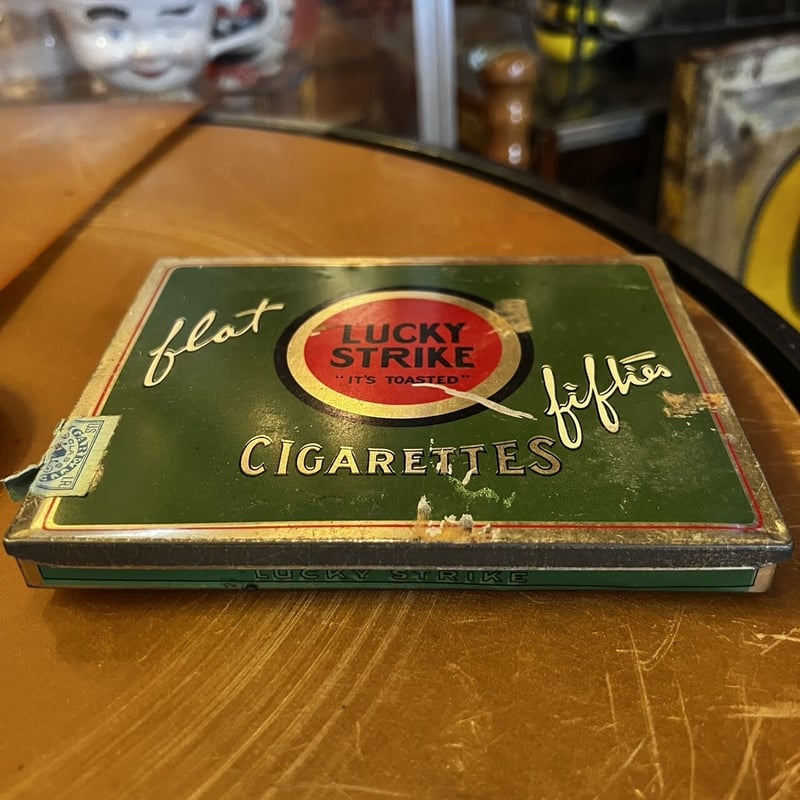 flat
LUCKY
STRIKE
"IT'S TOASTED"
fifties
CIGARETTES
LUCKY STRIKE